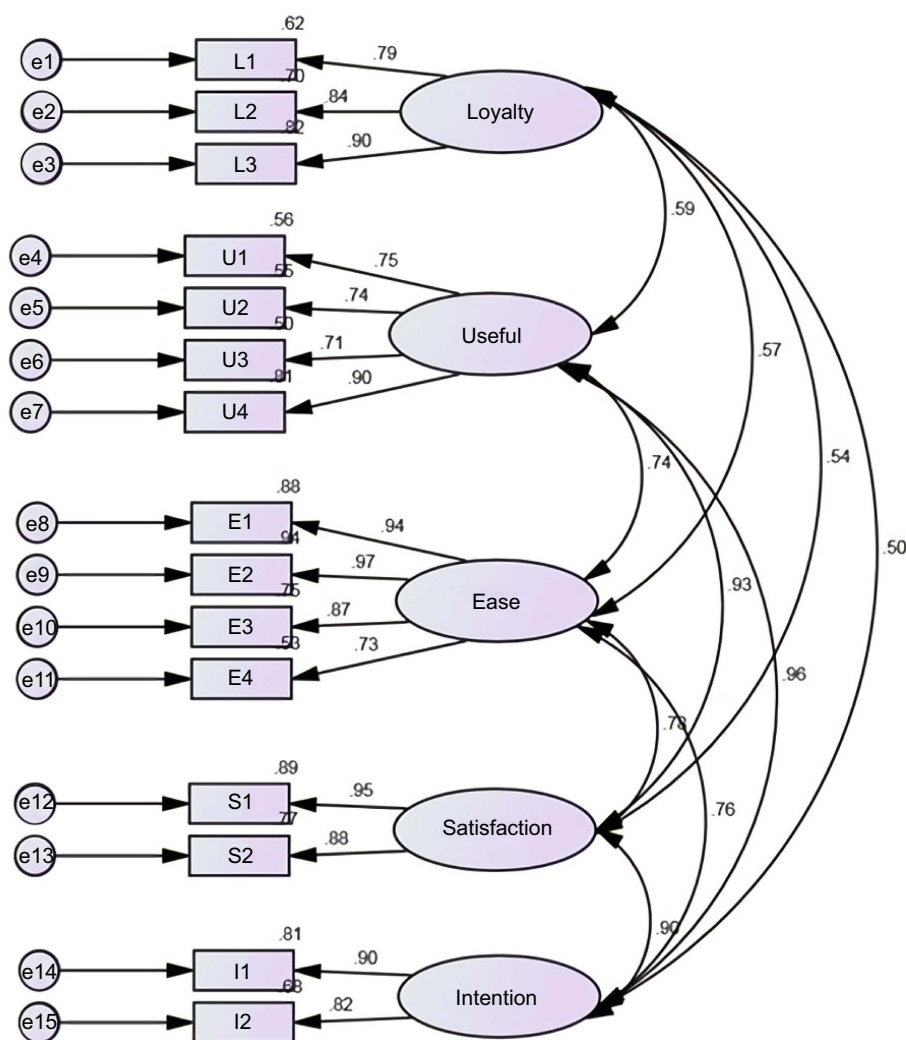 .62
e1 L1 .79
.70
e2 L2 .84 Loyalty
.82
e3 L3 .90
.59
.56
e4 U1 .75
.55
e5 U2 .74
.50 Useful
e6 U3 .71
.57
.81
e7 U4 .90
.54
.74
.88
e8 E1 .94
.94
.50
e9 E2 .97
.75 .93
Ease
e10 E3 .87
.53
e11 E4 .73
.96
.89
e12 S1 .95
.77 .76
Satisfaction
e13 S2 .88
.90
.81
e14 I1 .90
.68
Intention
e15 I2 .82